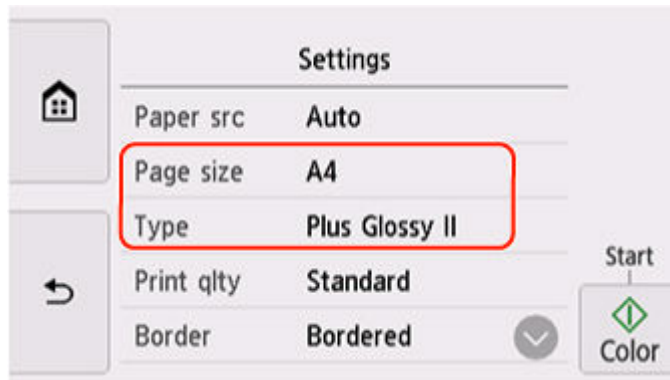 Settings
Paper src Auto
Page size A4
Type Plus Glossy II
Print qlty Standard
Border Bordered
Start
Color